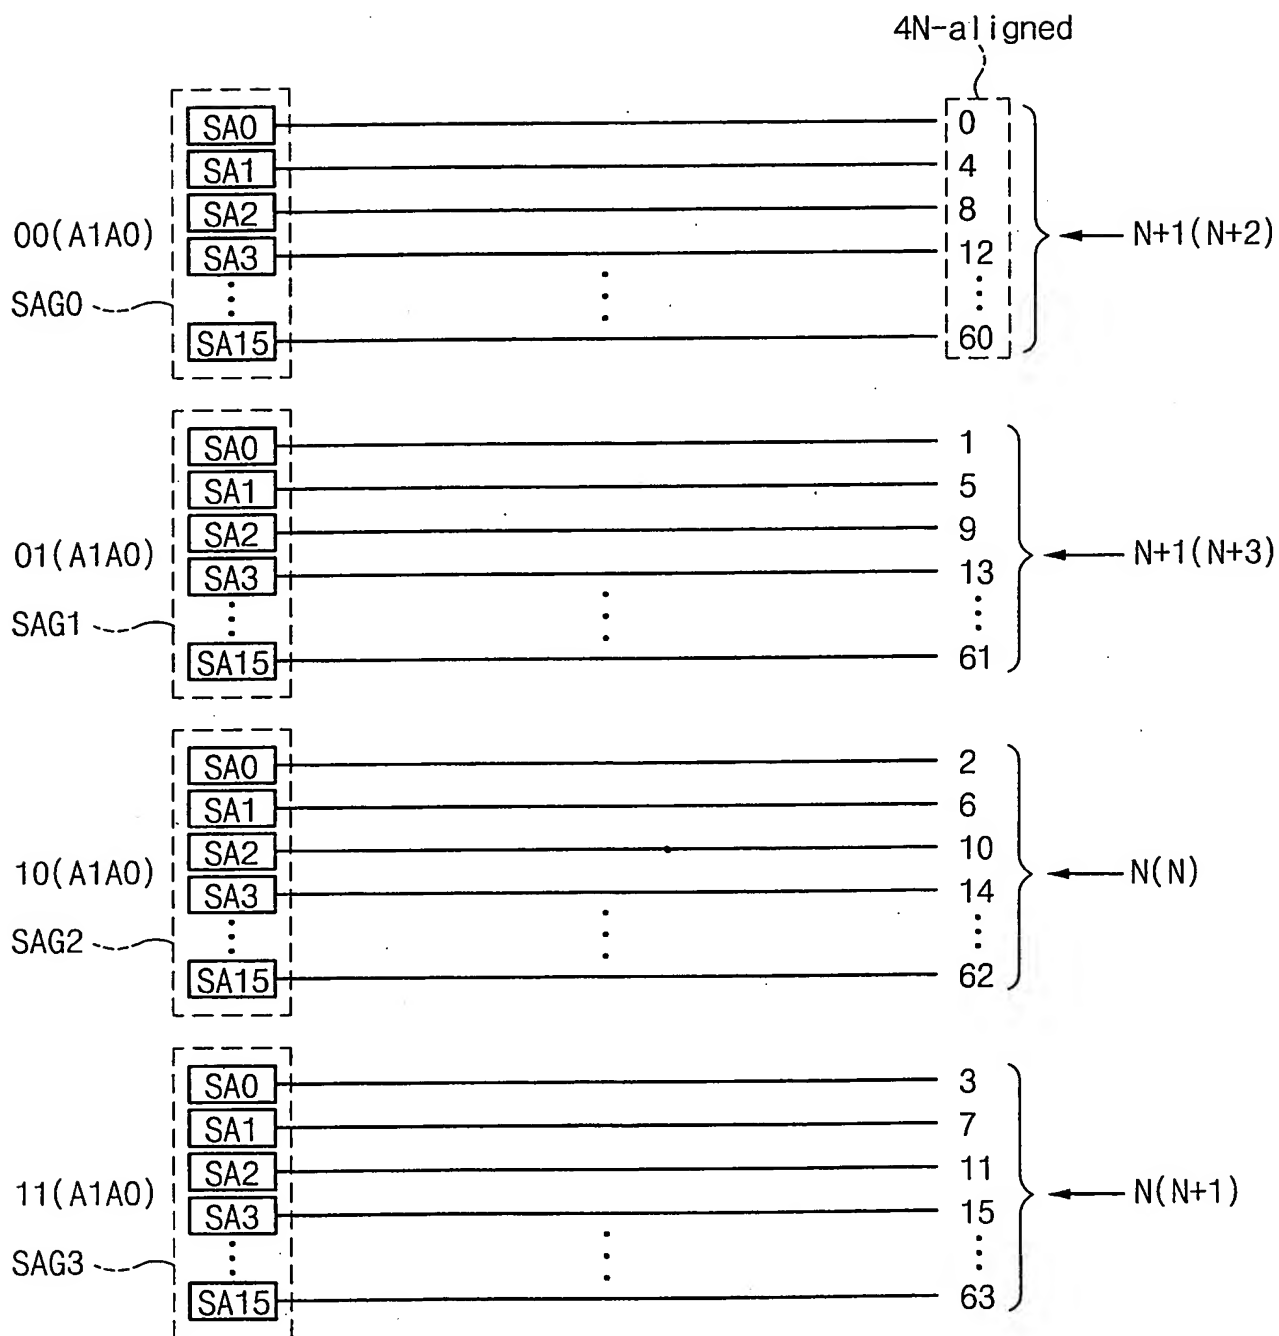 4N-aligned
SA0 0
SA1 4
SA2 8
00(A1A0) N+1(N+2)
SA3 12
SAG0
SA15 60
SA0 1
SA1 5
SA2 9
01(A1A0) N+1(N+3)
SA3 13
SAG1
SA15 61
SA0 2
SA1 6
SA2 10
10(A1A0) N(N)
SA3 14
SAG2
SA15 62
SA0 3
SA1 7
SA2 11
11(A1A0) N(N+1)
SA3 15
SAG3
SA15 63